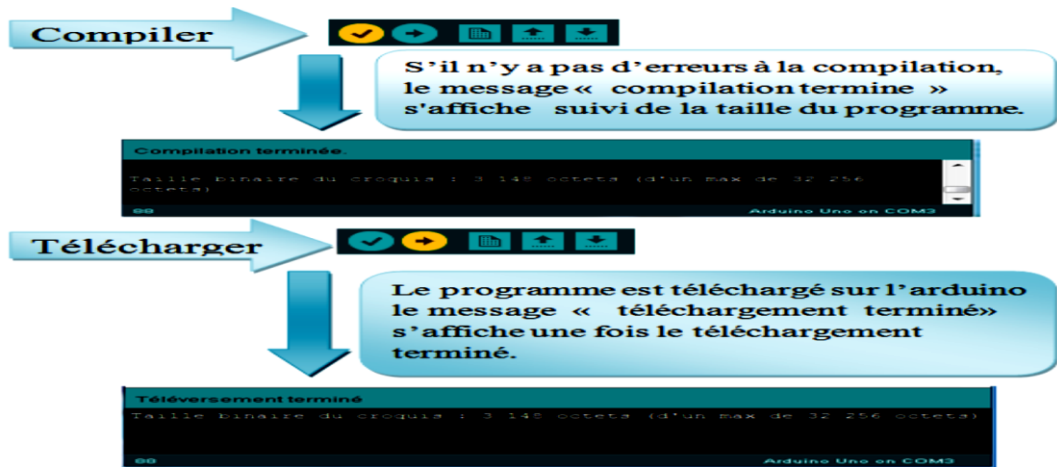 Compiler
S'il n'y a pas d'erreurs à la compilation,
le message « compilation termine »
s'affiche suivi de la taille du programme.
Compilation terminée.
Taille binaire du croquis : 3 148 octets (d'un max de 32 256
octets)
Arduino Uno on COM3
Télécharger
Le programme est téléchargé sur l'arduino
le message « téléchargement terminé»
s'affiche une fois le téléchargement
terminé.
Téléversement terminé
Taille binaire du croquis : 3 148 octets (d'un max de 32 256 octets)
Arduino Uno on COM3